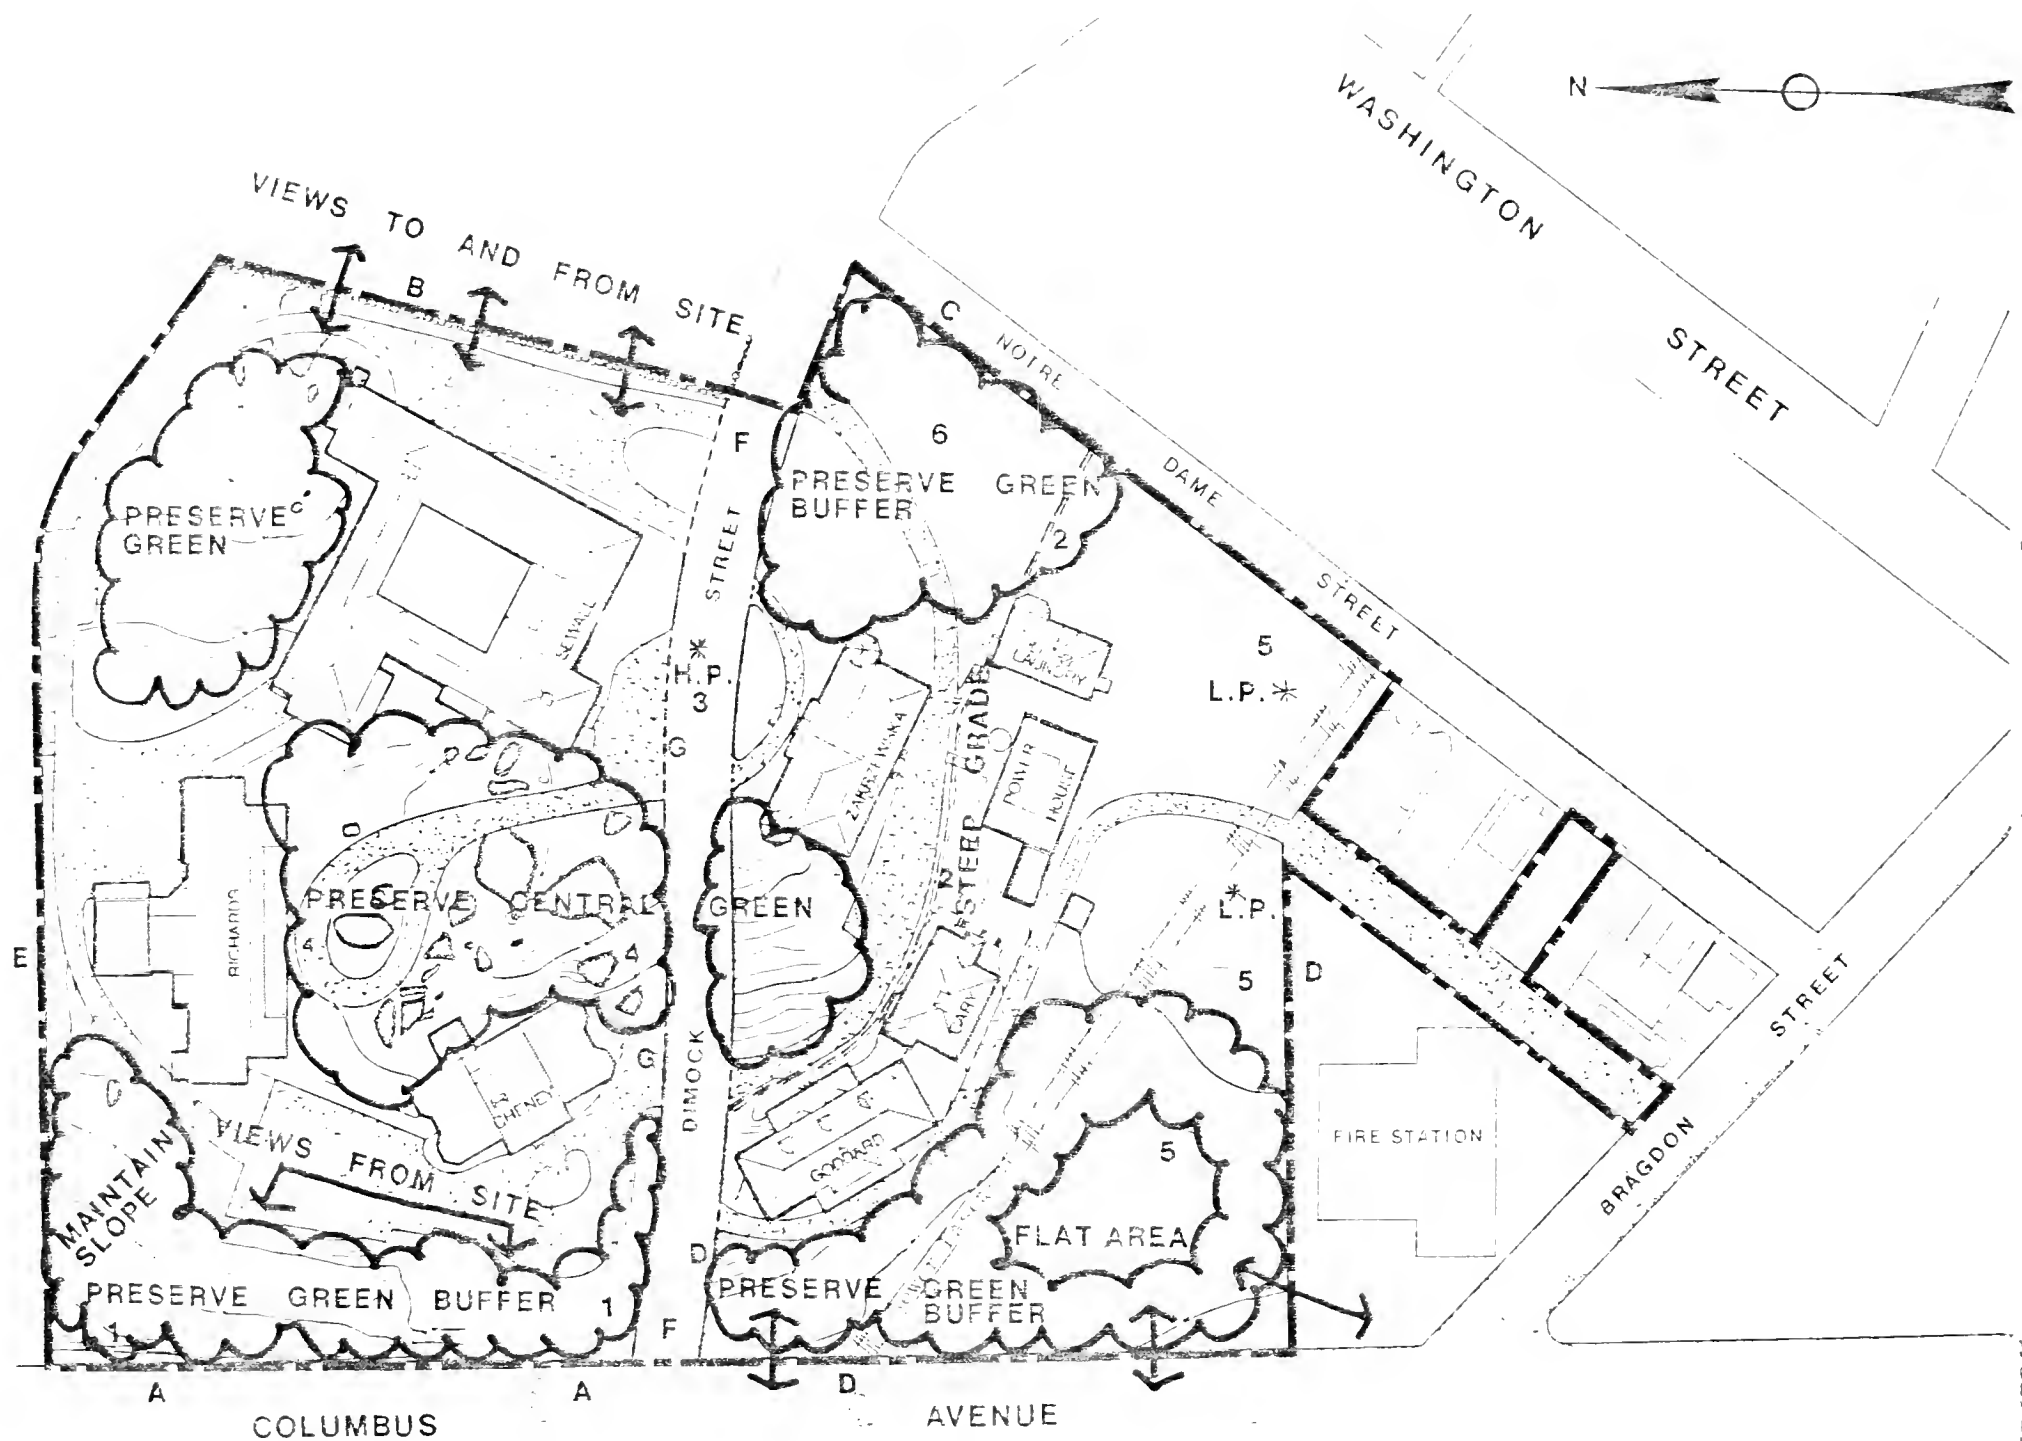 N
WASHINGTON
STREET
VIEWS TO AND FROM SITE
B
C
NOTRE
DAME
STREET
F
6
PRESERVE GREEN
BUFFER
2
PRESERVE
GREEN
STREET
SEWALL
H.P.
3
G
5
L.P.
LAUNDRY
ZAKRZEWSKA
STEEP GRADE
POWER
HOUSE
2
RICHARDS
PRESERVE CENTRAL GREEN
4
4
L.P.
E
5
D
CARY
G
DIMOCK
CHENEY
GODDARD
FIRE STATION
BRAGDON
STREET
VIEWS FROM SITE
MAINTAIN
SLOPE
5
FLAT AREA
D
PRESERVE GREEN BUFFER
1
1
PRESERVE GREEN
BUFFER
F
A
A
D
COLUMBUS
AVENUE